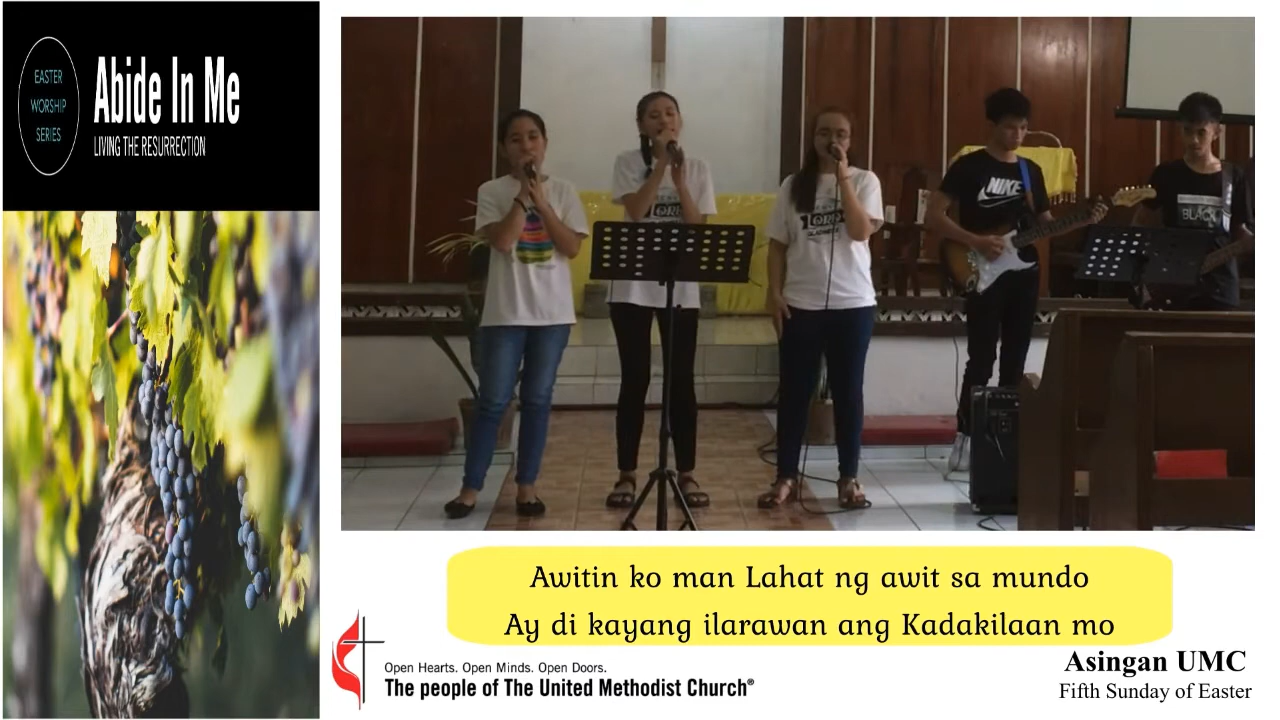 EASTER
WORSHIP
SERIES
Abide In Me
LIVING THE RESURRECTION
NIKE
BLACK
Awitin ko man Lahat ng awit sa mundo
Ay di kayang ilarawan ang Kadakilaan mo
Open Hearts. Open Minds. Open Doors.
The people of The United Methodist Church®
Asingan UMC
Fifth Sunday of Easter